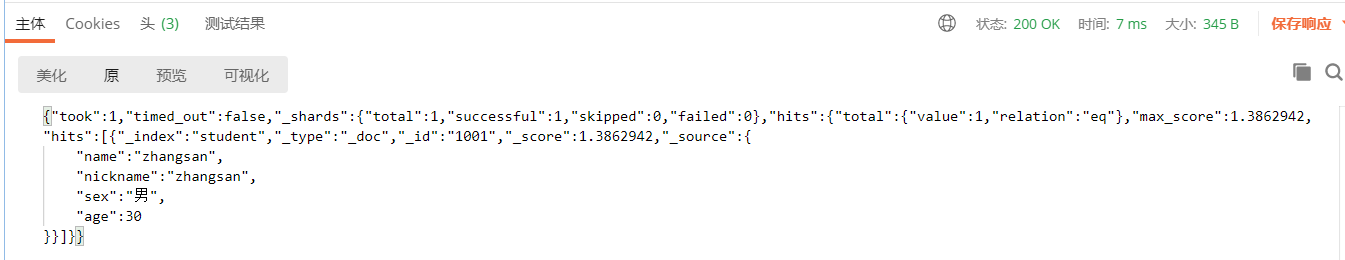 主体 Cookies 头 (3) 测试结果 状态: 200 OK 时间: 7 ms 大小: 345 B 保存响应
美化 原 预览 可视化
{"took":1,"timed_out":false,"_shards":{"total":1,"successful":1,"skipped":0,"failed":0},"hits":{"total":{"value":1,"relation":"eq"},"max_score":1.3862942,
"hits":[{"_index":"student","_type":"_doc","_id":"1001","_score":1.3862942,"_source":{
"name":"zhangsan",
"nickname":"zhangsan",
"sex":"男",
"age":30
}}]}}